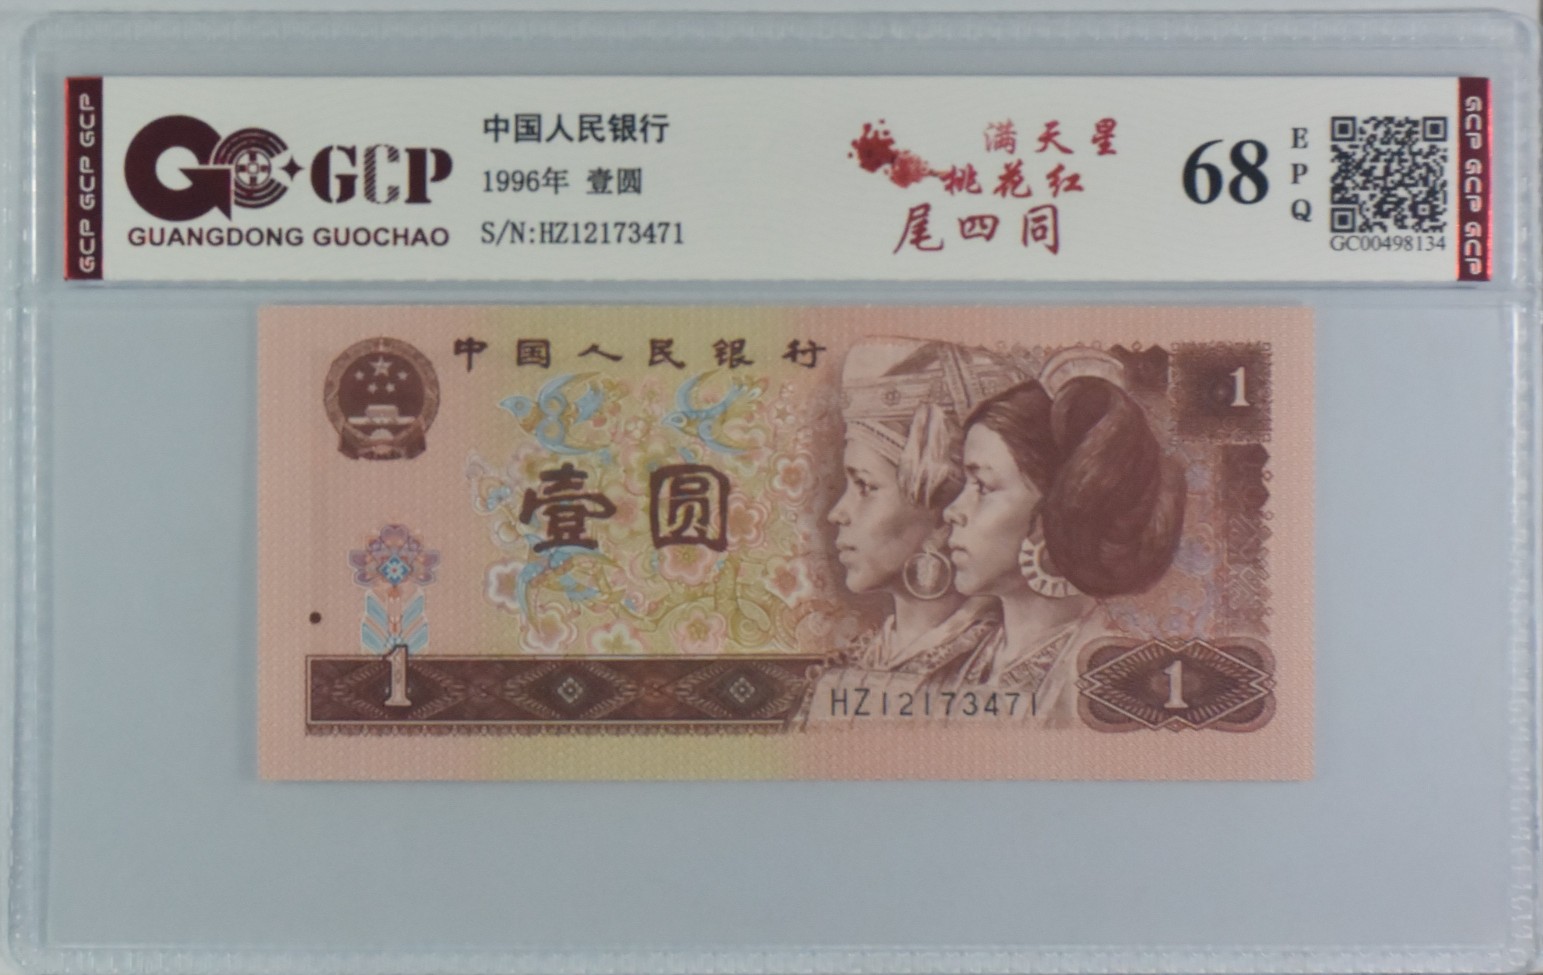 GCP GCP GCP
GCP
GUANGDONG GUOCHAO
中国人民银行
1996年 壹圆
S/N:HZ12173471
满天星
桃花红
尾四同
68
EPQ
GC00498134
GCP GCP GCP
中国人民银行
1
壹圆
1
HZ12173471
1